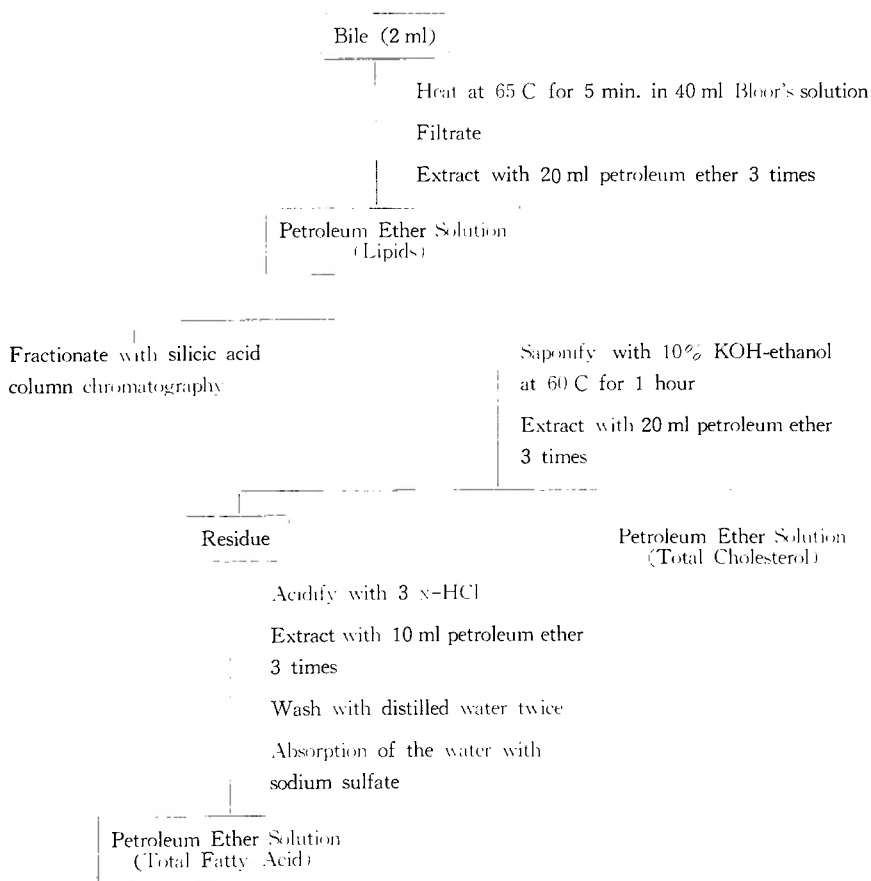 Bile (2 ml)
Heat at 65 C for 5 min. in 40 ml Bloor's solution
Filtrate
Extract with 20 ml petroleum ether 3 times
Petroleum Ether Solution
(Lipids)
Fractionate with silicic acid
column chromatography
Saponify with 10% KOH-ethanol
at 60 C for 1 hour
Extract with 20 ml petroleum ether
3 times
Residue
Petroleum Ether Solution
(Total Cholesterol)
Acidify with 3 N-HCl
Extract with 10 ml petroleum ether
3 times
Wash with distilled water twice
Absorption of the water with
sodium sulfate
Petroleum Ether Solution
(Total Fatty Acid)